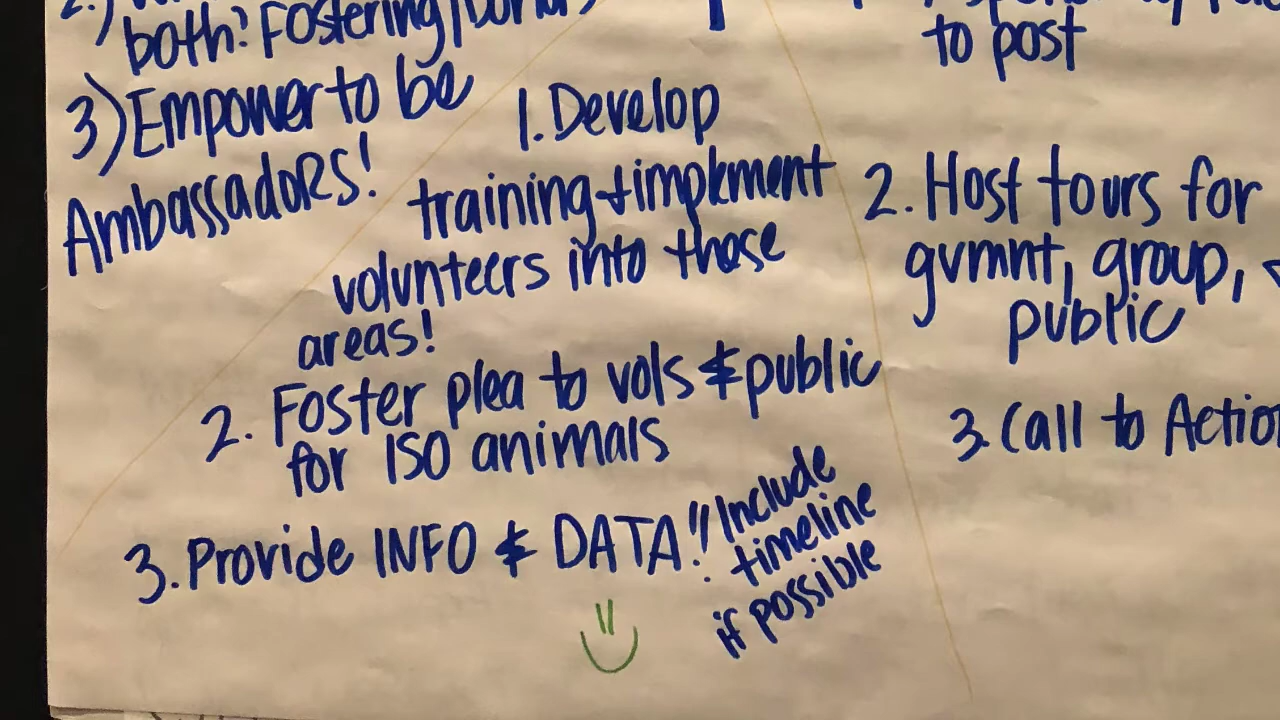 both? Fostering
3) Empower to be
Ambassadors!
1. Develop
training + implement
volunteers into those
areas!
2. Foster plea to vols & public
for ISO animals
3. Provide INFO & DATA!! Include
timeline
if possible
to post
2. Host tours for
gvmnt, group,
public
3. Call to Action